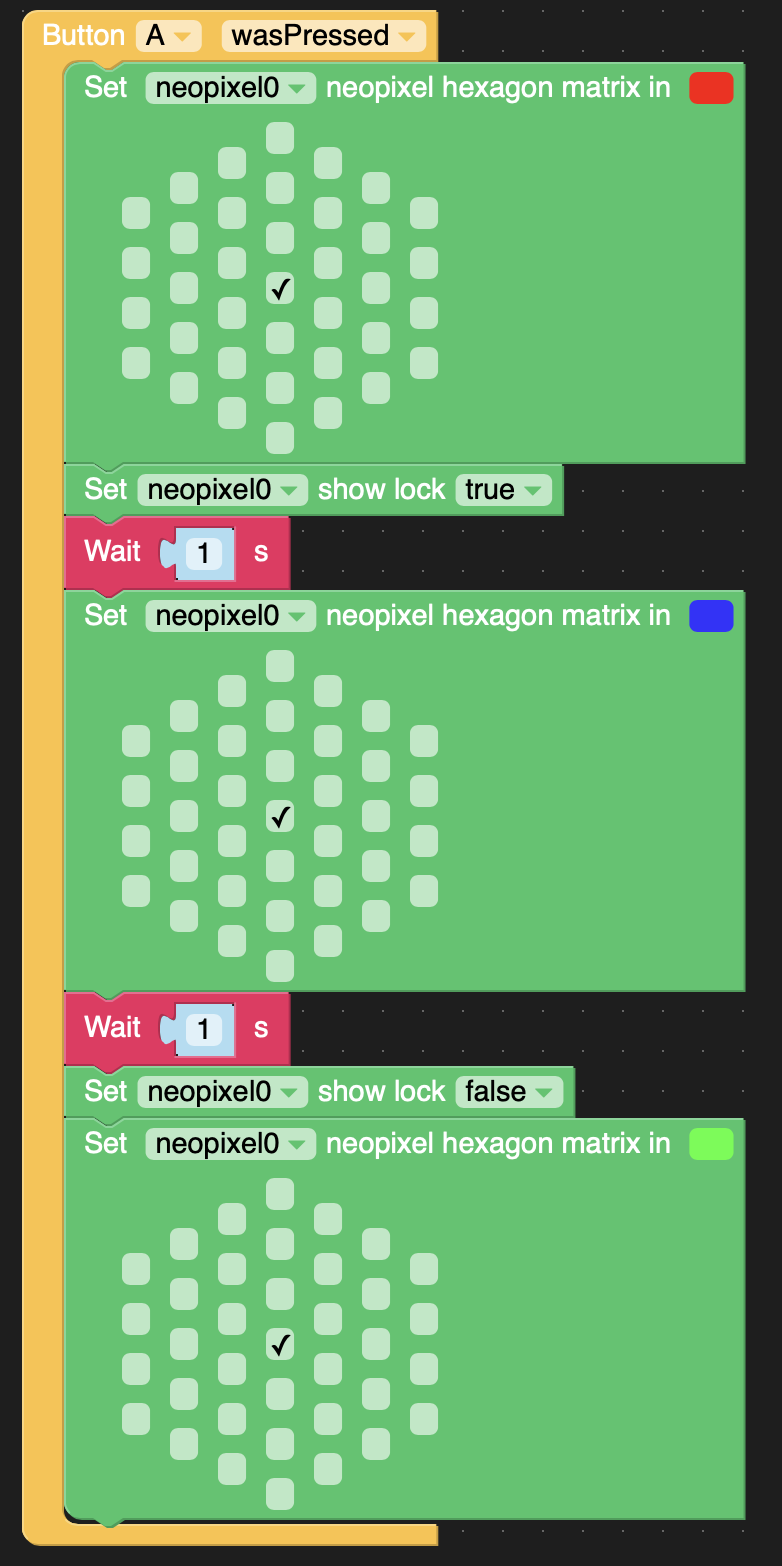 Button A wasPressed
Set neopixel0 neopixel hexagon matrix in
Set neopixel0 show lock true
Wait 1 s
Set neopixel0 neopixel hexagon matrix in
Wait 1 s
Set neopixel0 show lock false
Set neopixel0 neopixel hexagon matrix in